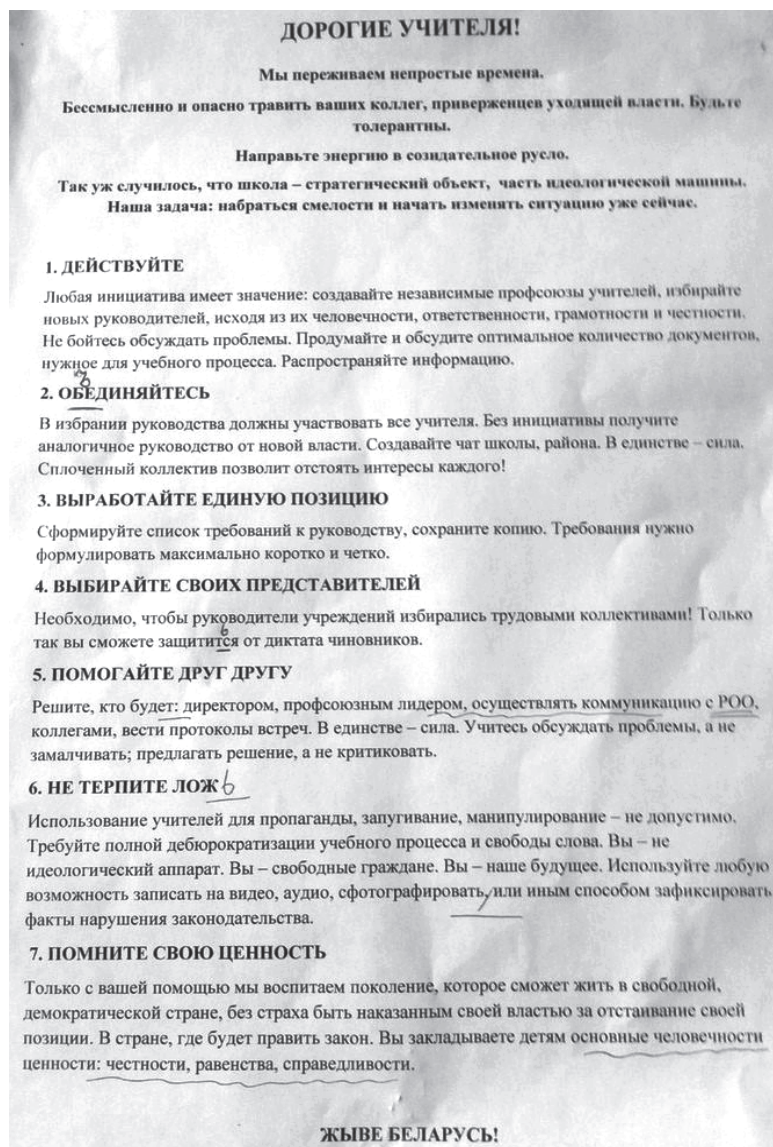 ДОРОГИЕ УЧИТЕЛЯ!
Мы переживаем непростые времена.
Бессмысленно и опасно травить ваших коллег, приверженцев уходящей власти. Будьте
толерантны.
Направьте энергию в созидательное русло.
Так уж случилось, что школа – стратегический объект, часть идеологической машины.
Наша задача: набраться смелости и начать изменять ситуацию уже сейчас.
1. ДЕЙСТВУЙТЕ
Любая инициатива имеет значение: создавайте независимые профсоюзы учителей, избирайте
новых руководителей, исходя из их человечности, ответственности, грамотности и честности.
Не бойтесь обсуждать проблемы. Продумайте и обсудите оптимальное количество документов,
нужное для учебного процесса. Распространяйте информацию.
ъ
2. ОБЕДИНЯЙТЕСЬ
В избрании руководства должны участвовать все учителя. Без инициативы получите
аналогичное руководство от новой власти. Создавайте чат школы, района. В единстве – сила.
Сплоченный коллектив позволит отстоять интересы каждого!
3. ВЫРАБОТАЙТЕ ЕДИНУЮ ПОЗИЦИЮ
Сформируйте список требований к руководству, сохраните копию. Требования нужно
формулировать максимально коротко и четко.
4. ВЫБИРАЙТЕ СВОИХ ПРЕДСТАВИТЕЛЕЙ
Необходимо, чтобы руководители учреждений избирались трудовыми коллективами! Только
ь
так вы сможете защитится от диктата чиновников.
5. ПОМОГАЙТЕ ДРУГ ДРУГУ
Решите, кто будет: директором, профсоюзным лидером, осуществлять коммуникацию с РОО,
коллегами, вести протоколы встреч. В единстве – сила. Учитесь обсуждать проблемы, а не
замалчивать; предлагать решение, а не критиковать.
6. НЕ ТЕРПИТЕ ЛОЖь
Использование учителей для пропаганды, запугивание, манипулирование – не допустимо.
Требуйте полной дебюрократизации учебного процесса и свободы слова. Вы – не
идеологический аппарат. Вы – свободные граждане. Вы – наше будущее. Используйте любую
возможность записать на видео, аудио, сфотографировать, или иным способом зафиксировать
факты нарушения законодательства.
7. ПОМНИТЕ СВОЮ ЦЕННОСТЬ
Только с вашей помощью мы воспитаем поколение, которое сможет жить в свободной,
демократической стране, без страха быть наказанным своей властью за отстаивание своей
позиции. В стране, где будет править закон. Вы закладываете детям основные человечности
ценности: честности, равенства, справедливости.
ЖЫВЕ БЕЛАРУСЬ!